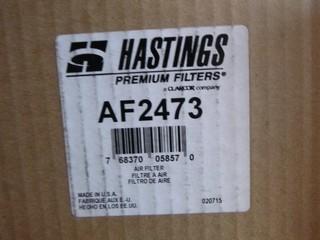 HASTINGS
PREMIUM FILTERS®
a CLARCOR company
AF2473
7 68370 05857 0
AIR FILTER
FILTRE A AIR
FILTRO DE AIRE
MADE IN U.S.A.
FABRIQUE AUX E.-U.
HECHO EN LOS EE.UU.
020715